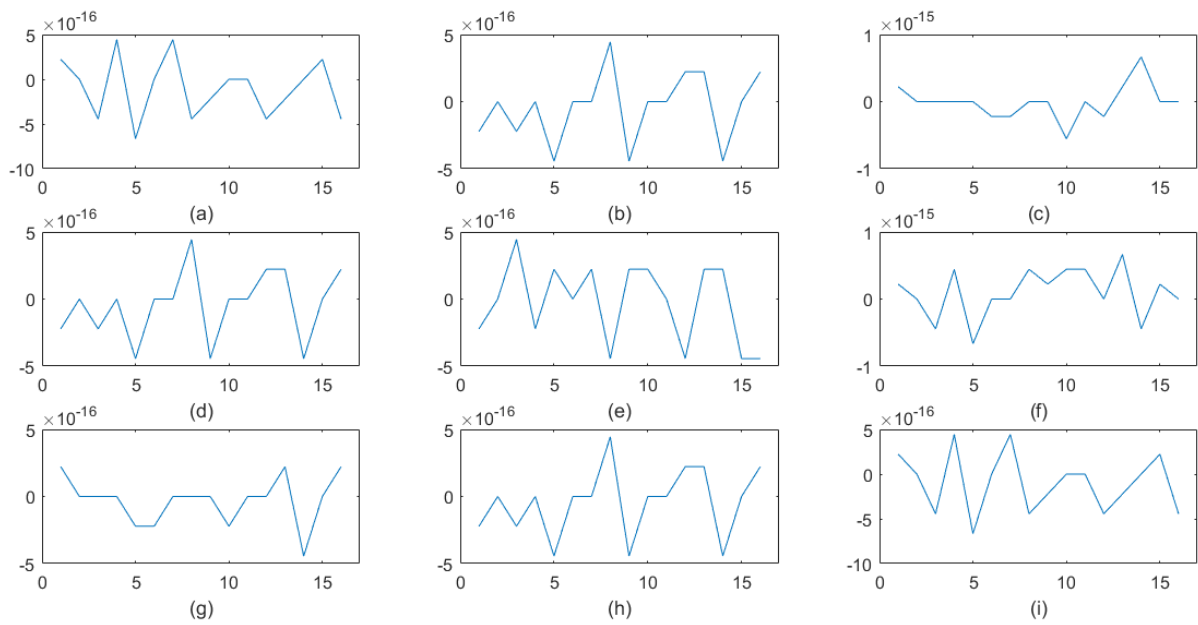 ×10⁻¹⁶ ×10⁻¹⁶ ×10⁻¹⁵
5 5 1
0
-5 0 0
-10 -5 -1
0 5 10 15 0 5 10 15 0 5 10 15
(a) (b) (c)
×10⁻¹⁶ ×10⁻¹⁶ ×10⁻¹⁵
5 5 1
0 0 0
-5 -5 -1
0 5 10 15 0 5 10 15 0 5 10 15
(d) (e) (f)
×10⁻¹⁶ ×10⁻¹⁶ ×10⁻¹⁶
5 5 5
0
0 0 -5
-5 -5 -10
0 5 10 15 0 5 10 15 0 5 10 15
(g) (h) (i)